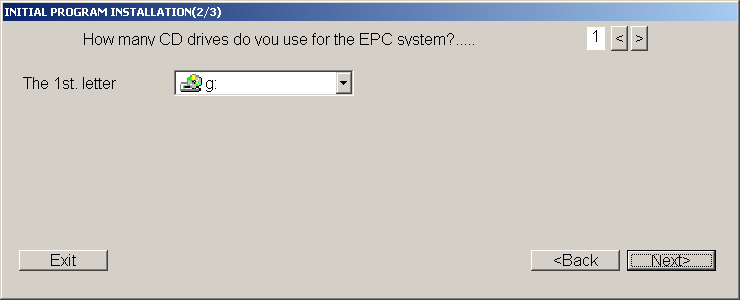 INITIAL PROGRAM INSTALLATION(2/3)
How many CD drives do you use for the EPC system?..... 1 < >
The 1st. letter g:
Exit <Back Next>